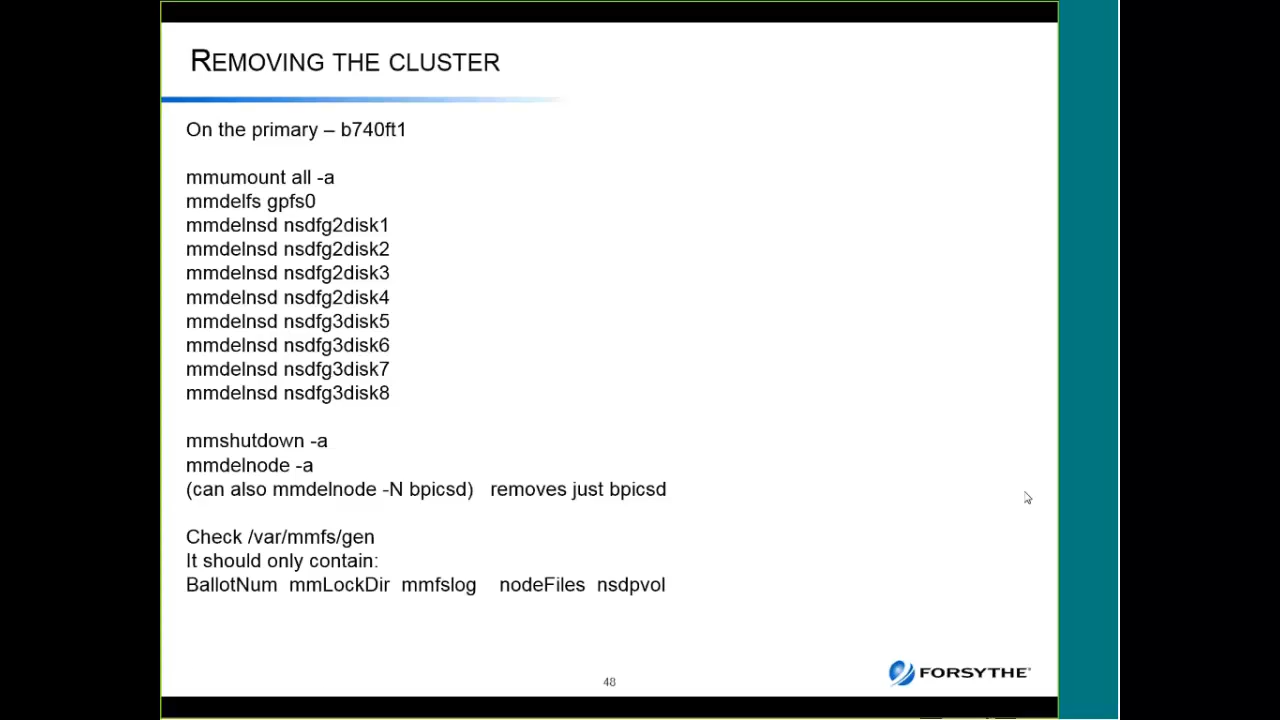 REMOVING THE CLUSTER
On the primary – b740ft1
mmumount all -a
mmdelfs gpfs0
mmdelnsd nsdfg2disk1
mmdelnsd nsdfg2disk2
mmdelnsd nsdfg2disk3
mmdelnsd nsdfg2disk4
mmdelnsd nsdfg3disk5
mmdelnsd nsdfg3disk6
mmdelnsd nsdfg3disk7
mmdelnsd nsdfg3disk8
mmshutdown -a
mmdelnode -a
(can also mmdelnode -N bpicsd) removes just bpicsd
Check /var/mmfs/gen
It should only contain:
BallotNum mmLockDir mmfslog nodeFiles nsdpvol
48
FORSYTHE